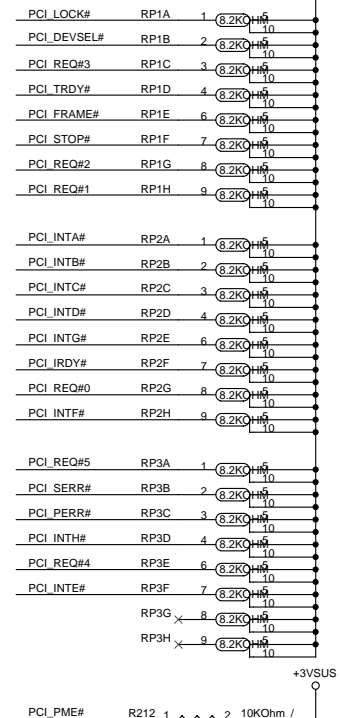 PCI_LOCK# RP1A 1 8.2KOHM 5 10
PCI_DEVSEL# RP1B 2 8.2KOHM 5 10
PCI_REQ#3 RP1C 3 8.2KOHM 5 10
PCI_TRDY# RP1D 4 8.2KOHM 5 10
PCI_FRAME# RP1E 6 8.2KOHM 5 10
PCI_STOP# RP1F 7 8.2KOHM 5 10
PCI_REQ#2 RP1G 8 8.2KOHM 5 10
PCI_REQ#1 RP1H 9 8.2KOHM 5 10
PCI_INTA# RP2A 1 8.2KOHM 5 10
PCI_INTB# RP2B 2 8.2KOHM 5 10
PCI_INTC# RP2C 3 8.2KOHM 5 10
PCI_INTD# RP2D 4 8.2KOHM 5 10
PCI_INTG# RP2E 6 8.2KOHM 5 10
PCI_IRDY# RP2F 7 8.2KOHM 5 10
PCI_REQ#0 RP2G 8 8.2KOHM 5 10
PCI_INTF# RP2H 9 8.2KOHM 5 10
PCI_REQ#5 RP3A 1 8.2KOHM 5 10
PCI_SERR# RP3B 2 8.2KOHM 5 10
PCI_PERR# RP3C 3 8.2KOHM 5 10
PCI_INTH# RP3D 4 8.2KOHM 5 10
PCI_REQ#4 RP3E 6 8.2KOHM 5 10
PCI_INTE# RP3F 7 8.2KOHM 5 10
RP3G 8 8.2KOHM 5 10
RP3H 9 8.2KOHM 5 10
+3VSUS
PCI_PME# R212 1 2 10KOhm /